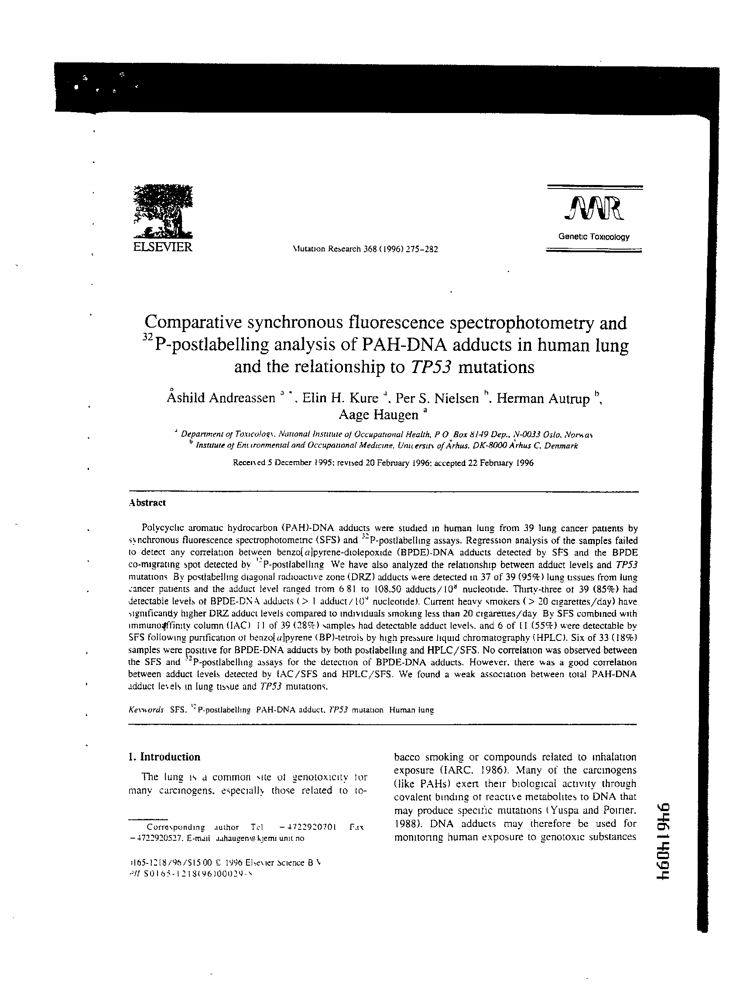 ELSEVIER
Mutation Research 368 (1996) 275–282
MR
Genetic Toxicology
Comparative synchronous fluorescence spectrophotometry and
³²P-postlabelling analysis of PAH-DNA adducts in human lung
and the relationship to TP53 mutations
Åshild Andreassen ᵃ *, Elin H. Kure ᵃ, Per S. Nielsen ᵇ, Herman Autrup ᵇ,
Aage Haugen ᵃ
ᵃ Department of Toxicology, National Institute of Occupational Health, P.O. Box 8149 Dep., N-0033 Oslo, Norway
ᵇ Institute of Environmental and Occupational Medicine, University of Århus, DK-8000 Århus C, Denmark
Received 5 December 1995; revised 20 February 1996; accepted 22 February 1996
Abstract
Polycyclic aromatic hydrocarbon (PAH)-DNA adducts were studied in human lung from 39 lung cancer patients by
synchronous fluorescence spectrophotometric (SFS) and ³²P-postlabelling assays. Regression analysis of the samples failed
to detect any correlation between benzo[a]pyrene-diolepoxide (BPDE)-DNA adducts detected by SFS and the BPDE
co-migrating spot detected by ³²P-postlabelling. We have also analyzed the relationship between adduct levels and TP53
mutations. By postlabelling diagonal radioactive zone (DRZ) adducts were detected in 37 of 39 (95%) lung tissues from lung
cancer patients and the adduct level ranged from 6.81 to 108.50 adducts/10⁸ nucleotide. Thirty-three of 39 (85%) had
detectable levels of BPDE-DNA adducts (> 1 adduct/10⁸ nucleotide). Current heavy smokers (> 20 cigarettes/day) have
significantly higher DRZ adduct levels compared to individuals smoking less than 20 cigarettes/day. By SFS combined with
immunoaffinity column (IAC) 11 of 39 (28%) samples had detectable adduct levels, and 6 of 11 (55%) were detectable by
SFS following purification of benzo[a]pyrene (BP)-tetrols by high pressure liquid chromatography (HPLC). Six of 33 (18%)
samples were positive for BPDE-DNA adducts by both postlabelling and HPLC/SFS. No correlation was observed between
the SFS and ³²P-postlabelling assays for the detection of BPDE-DNA adducts. However, there was a good correlation
between adduct levels detected by IAC/SFS and HPLC/SFS. We found a weak association between total PAH-DNA
adduct levels in lung tissue and TP53 mutations.
Keywords SFS, ³²P-postlabelling PAH-DNA adduct, TP53 mutation Human lung
1. Introduction
The lung is a common site of genotoxicity for
many carcinogens, especially those related to to-
Corresponding author Tel +4722920701 Fax
+4722920527. E-mail aahaugen@kjemi unit no
0165-1218/96/$15.00 © 1996 Elsevier Science B V
PII S0165-1218(96)00029-
bacco smoking or compounds related to inhalation
exposure (IARC, 1986). Many of the carcinogens
(like PAHs) exert their biological activity through
covalent binding of reactive metabolites to DNA that
may produce specific mutations (Yuspa and Poirier,
1988). DNA adducts may therefore be used for
monitoring human exposure to genotoxic substances
94614094